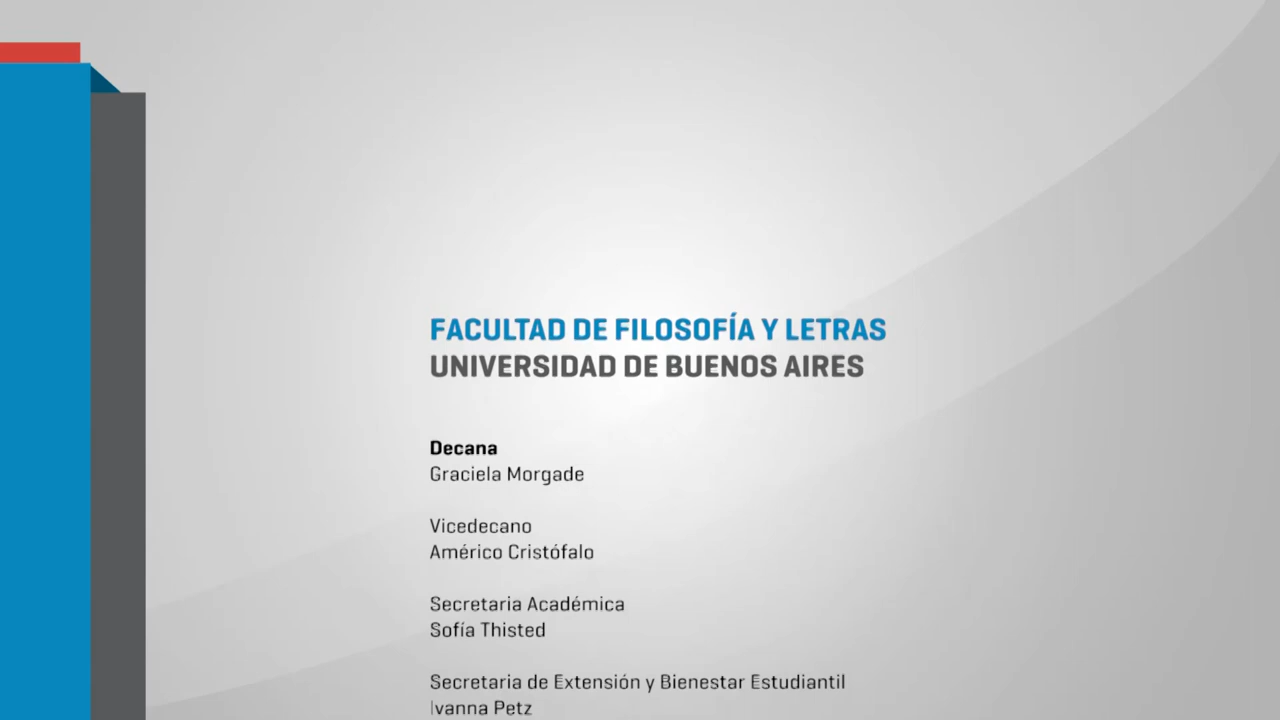 FACULTAD DE FILOSOFÍA Y LETRAS
UNIVERSIDAD DE BUENOS AIRES
Decana
Graciela Morgade
Vicedecano
Américo Cristófalo
Secretaria Académica
Sofía Thisted
Secretaria de Extensión y Bienestar Estudiantil
Ivanna Petz